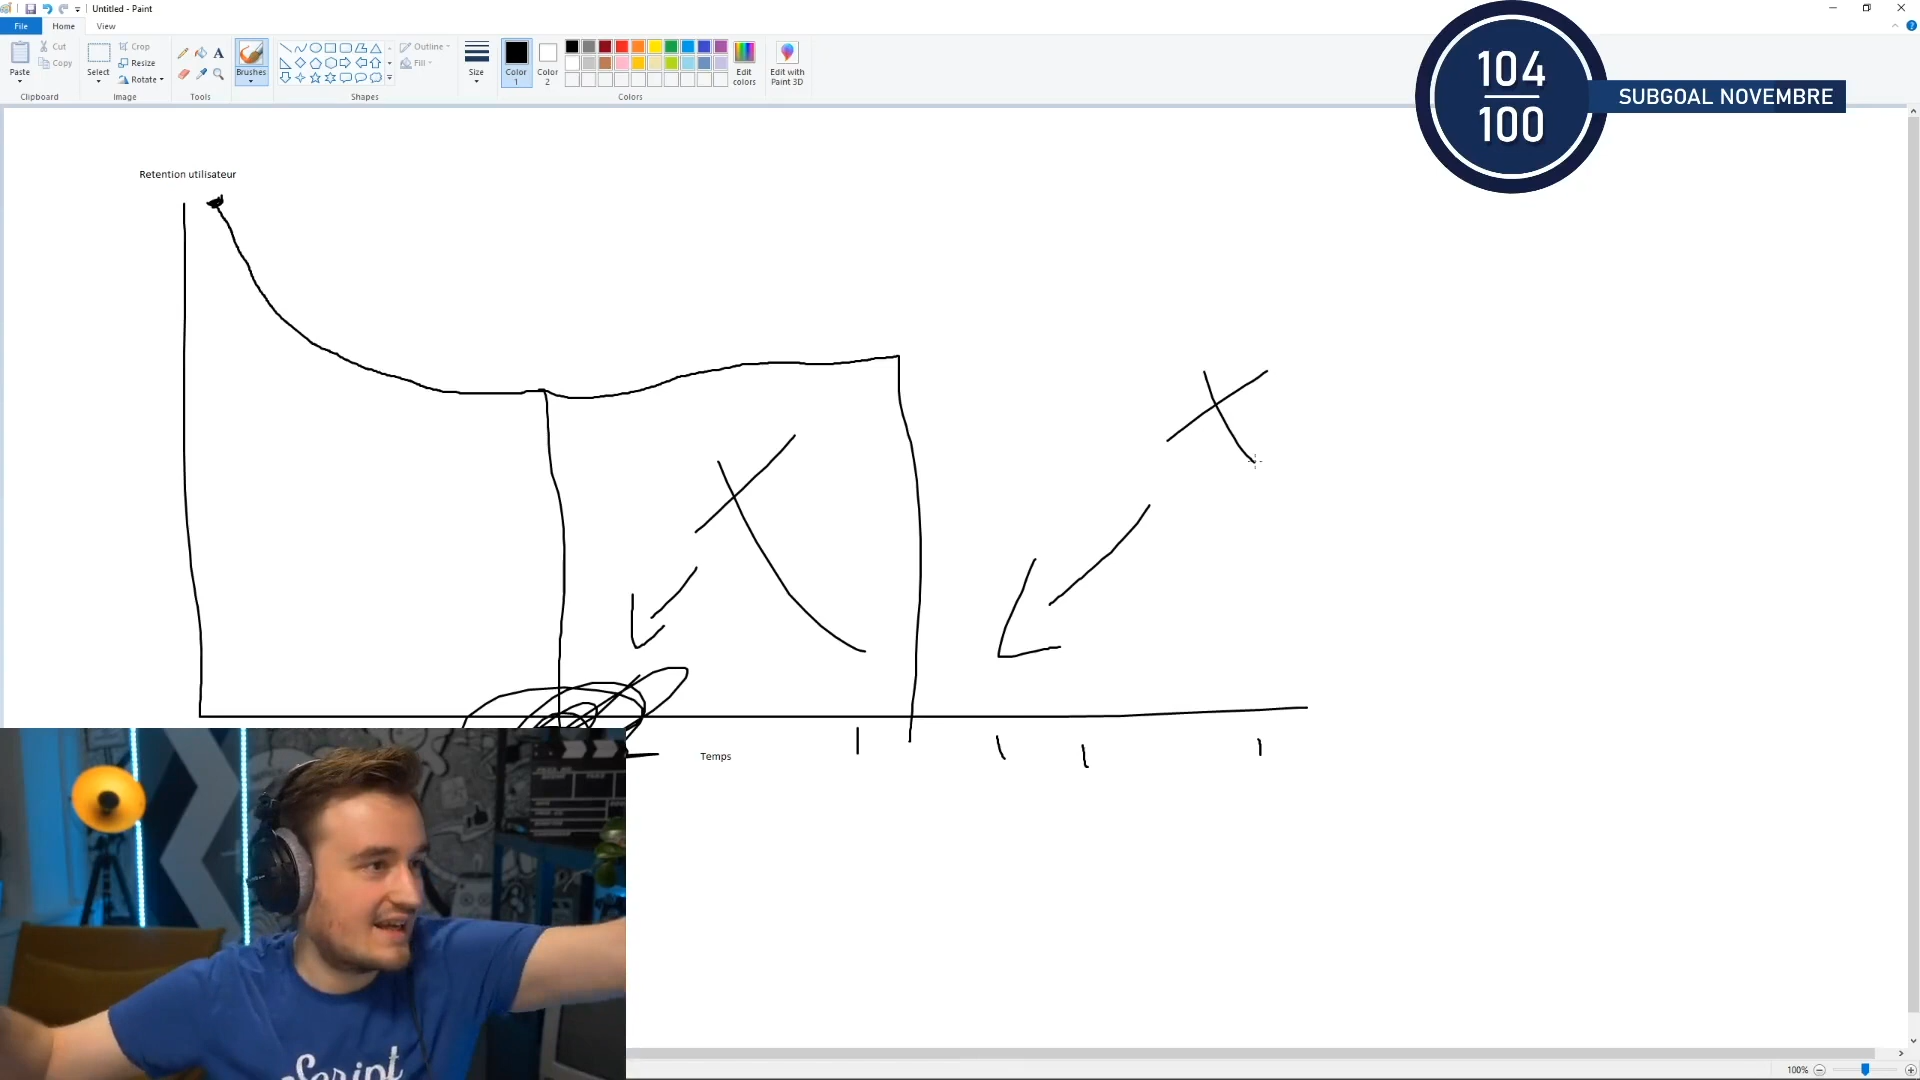 Untitled - Paint
File
Home
View
Paste
Cut
Copy
Clipboard
Select
Crop
Resize
Rotate
Image
Tools
Brushes
Outline
Fill
Shapes
Size
Color 1
Color 2
Edit colors
Edit with Paint 3D
Colors
104
100
SUBGOAL NOVEMBRE
Retention utilisateur
Temps
Script
100%